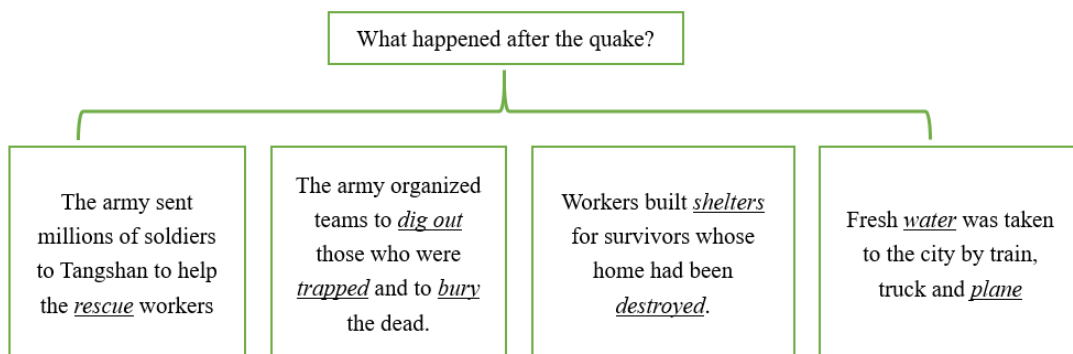 What happened after the quake?
The army sent
millions of soldiers
to Tangshan to help
the rescue workers
The army organized
teams to dig out
those who were
trapped and to bury
the dead.
Workers built shelters
for survivors whose
home had been
destroyed.
Fresh water was taken
to the city by train,
truck and plane